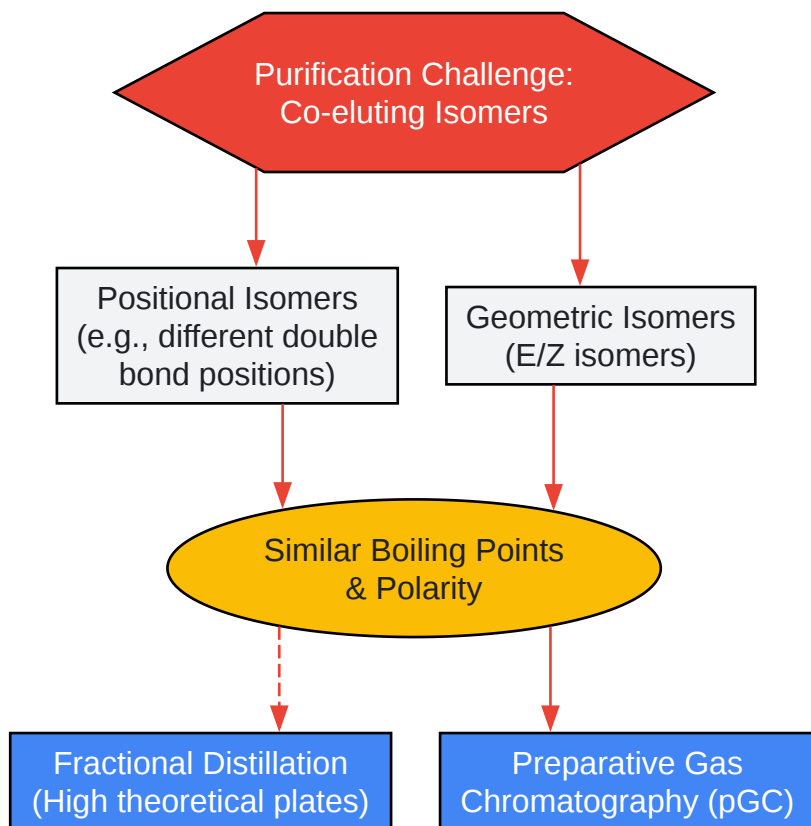 Purification Challenge:
Co-eluting Isomers
Positional Isomers
(e.g., different double
bond positions)
Geometric Isomers
(E/Z isomers)
Similar Boiling Points
& Polarity
Fractional Distillation
(High theoretical plates)
Preparative Gas
Chromatography (pGC)